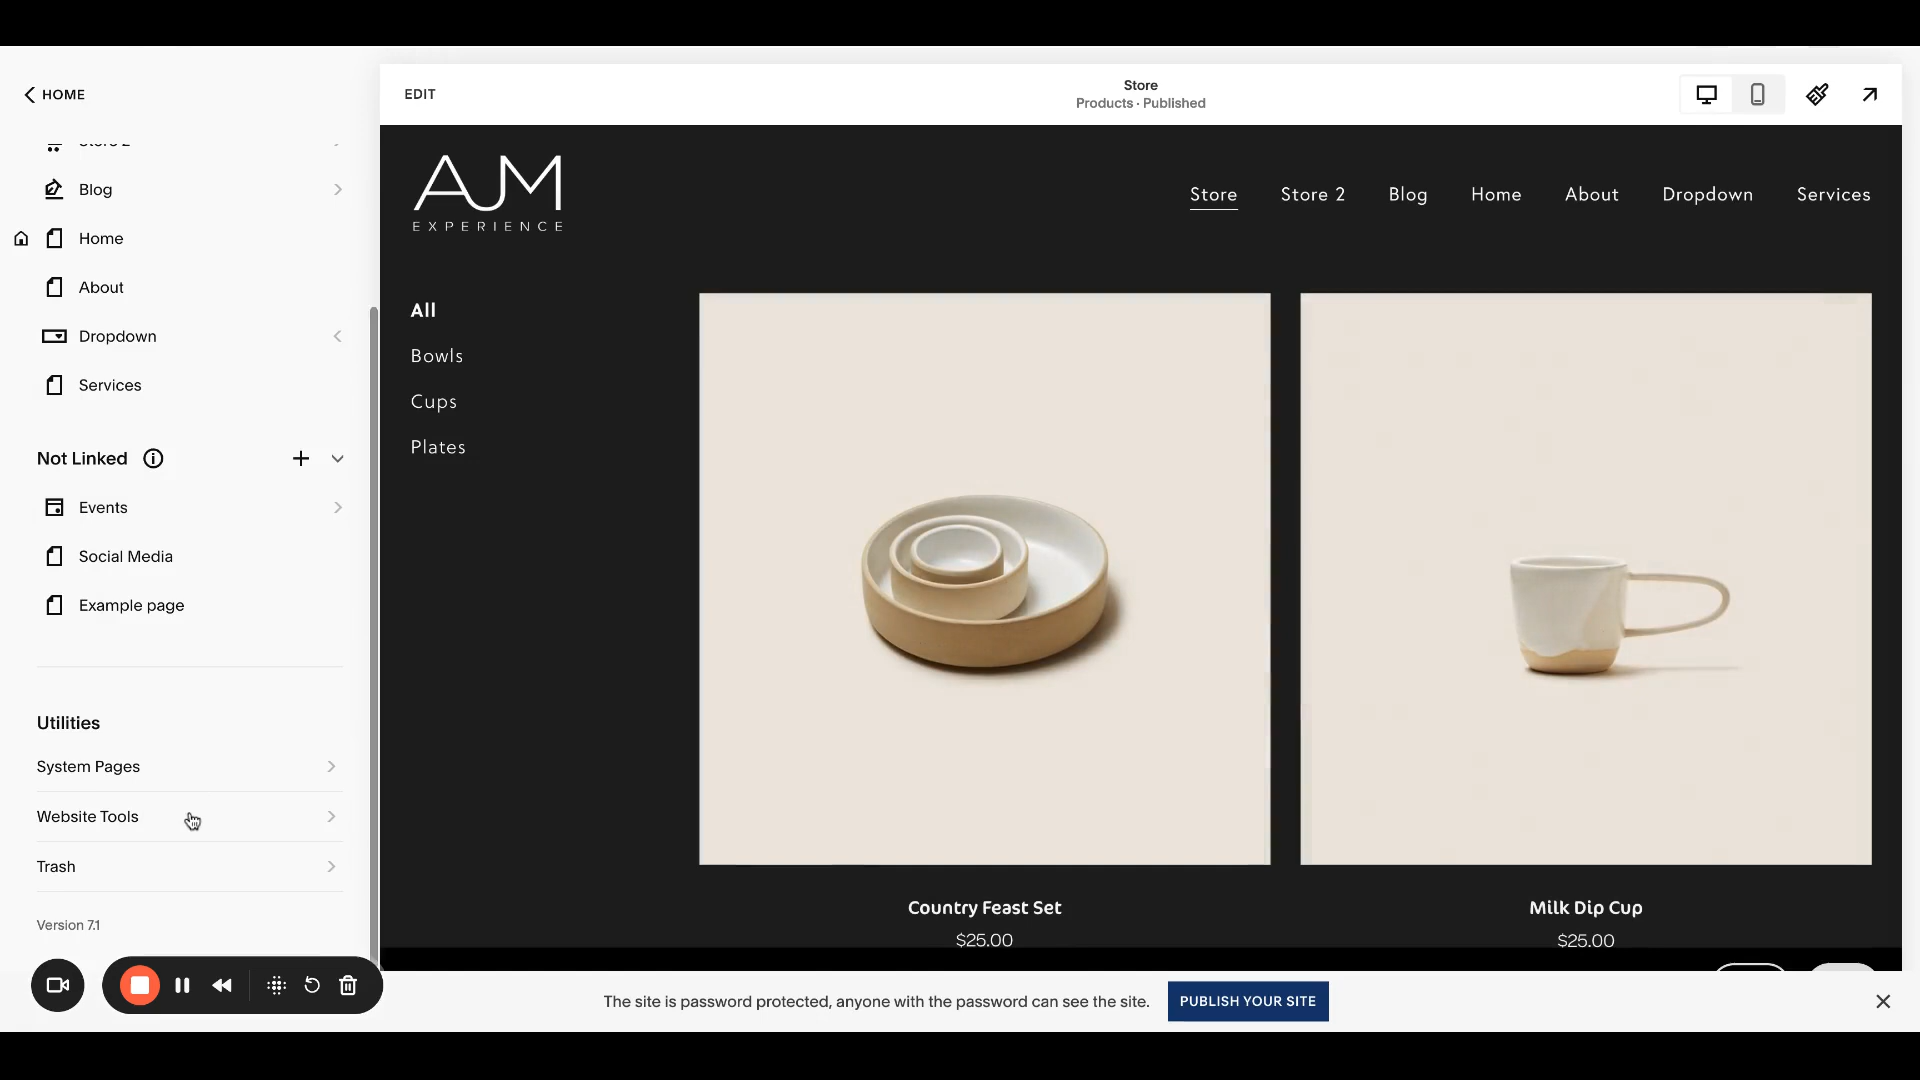 HOME
EDIT
Store
Products · Published
Blog
Home
About
Dropdown
Services
Not Linked
Events
Social Media
Example page
Utilities
System Pages
Website Tools
Trash
Version 7.1
AJM
EXPERIENCE
Store
Store 2
Blog
Home
About
Dropdown
Services
All
Bowls
Cups
Plates
Country Feast Set
$25.00
Milk Dip Cup
$25.00
The site is password protected, anyone with the password can see the site.
PUBLISH YOUR SITE